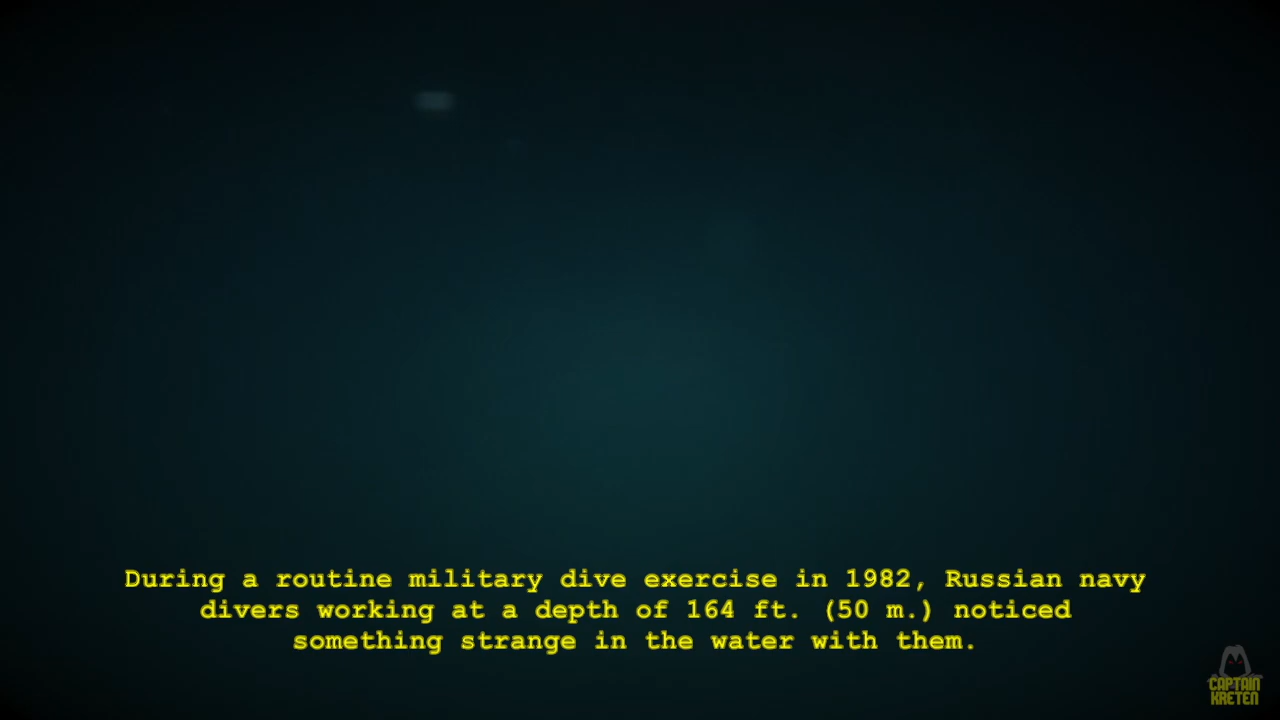 During a routine military dive exercise in 1982, Russian navy
divers working at a depth of 164 ft. (50 m.) noticed
something strange in the water with them.
CAPTAIN
KRETEN